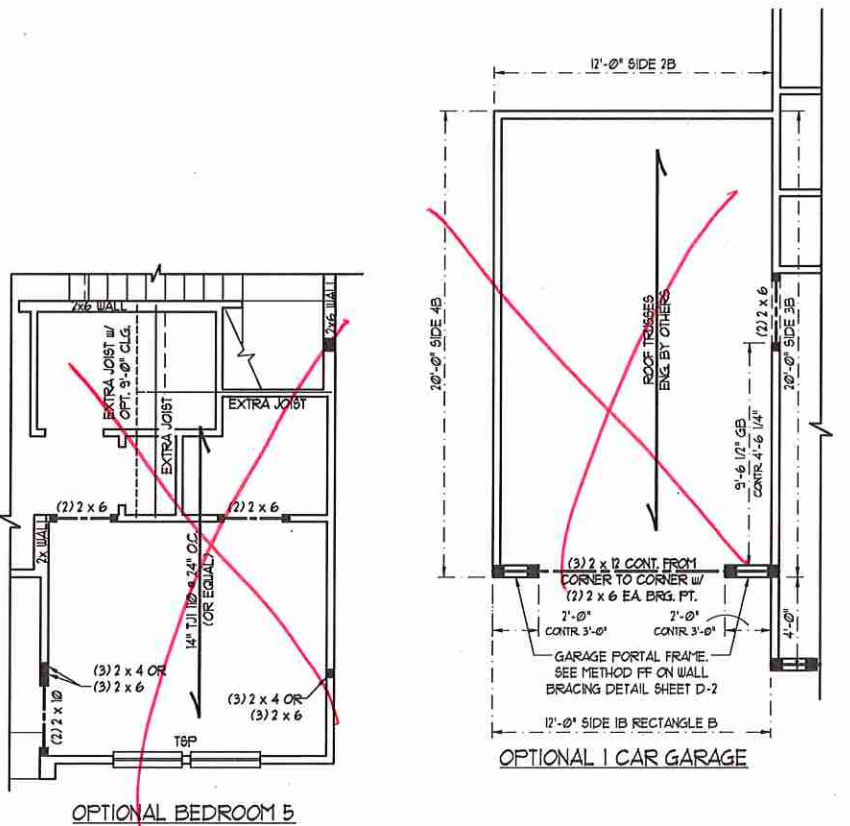 2x6 WALL
2x6 WALL
EXTRA JOIST W/
OPT. 9'-0" CLG.
EXTRA JOIST
EXTRA JOIST
(2) 2 x 6
(2) 2 x 6
2x WALL
14" TJI 110 @ 24" O.C.
(OR EQUAL)
(3) 2 x 4 OR
(3) 2 x 6
(2) 2 x 10
(3) 2 x 4 OR
(3) 2 x 6
TSP
OPTIONAL BEDROOM 5
12'-0" SIDE 2B
20'-0" SIDE 4B
ROOF TRUSSES
ENG. BY OTHERS
(2) 2 x 6
20'-0" SIDE 3B
9'-6 1/2" GB
CONTR. 4'-6 1/4"
(3) 2 x 12 CONT. FROM
CORNER TO CORNER W/
(2) 2 x 6 EA. BRG. PT.
2'-0"
CONTR. 3'-0"
2'-0"
CONTR. 3'-0"
4'-0"
GARAGE PORTAL FRAME.
SEE METHOD PF ON WALL
BRACING DETAIL SHEET D-2
12'-0" SIDE 1B RECTANGLE B
OPTIONAL 1 CAR GARAGE